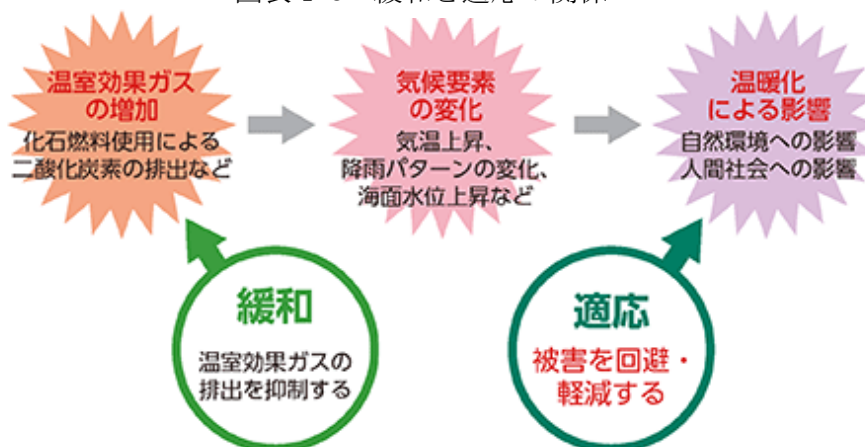 温室効果ガス
の増加
化石燃料使用による
二酸化炭素の排出など
気候要素
の変化
気温上昇、
降雨パターンの変化、
海面水位上昇など
温暖化
による影響
自然環境への影響
人間社会への影響
緩和
温室効果ガスの
排出を抑制する
適応
被害を回避・
軽減する